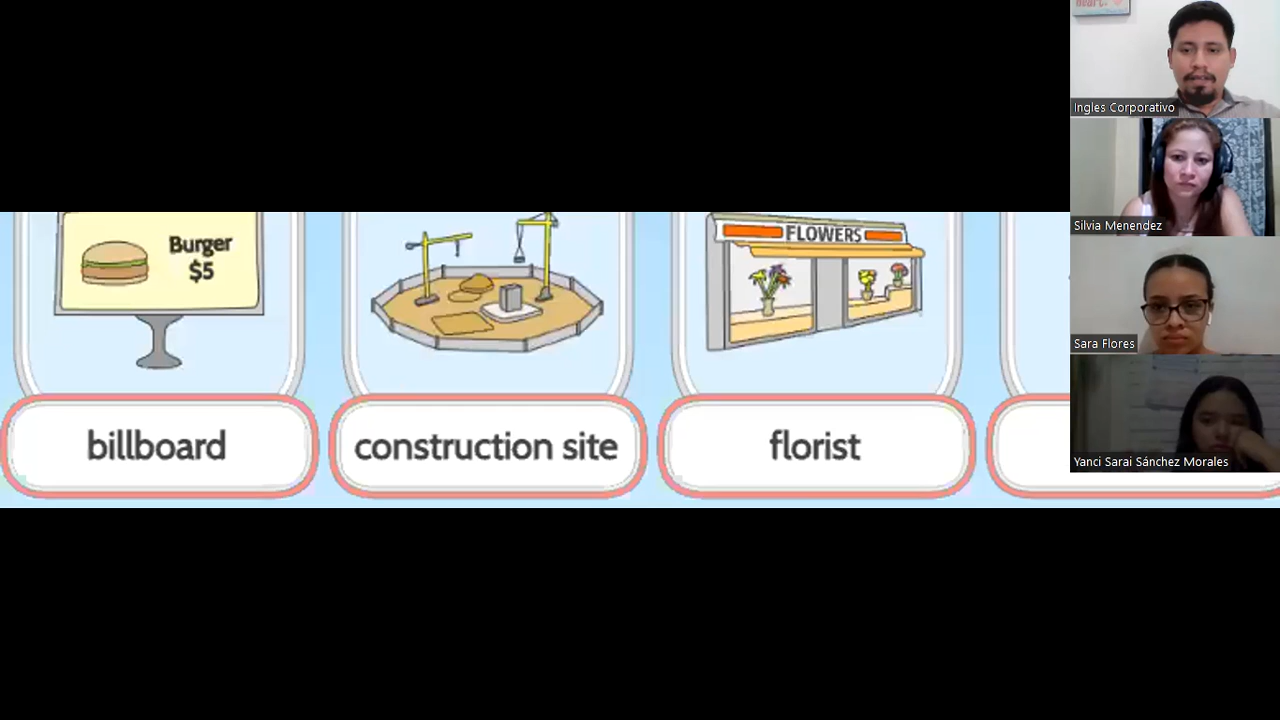 Burger
$5
FLOWERS
billboard
construction site
florist
Ingles Corporativo
Silvia Menendez
Sara Flores
Yanci Sarai Sánchez Morales